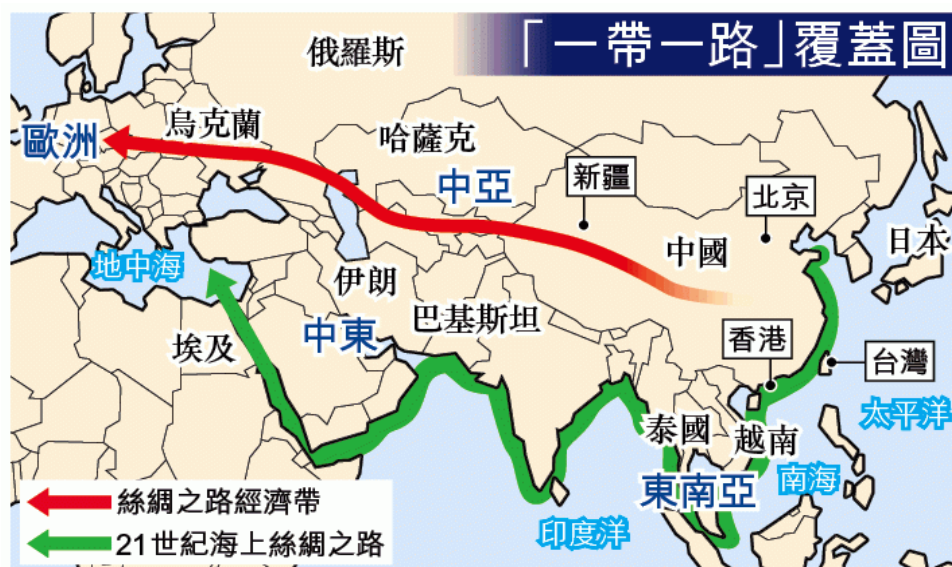 「一帶一路」覆蓋圖
俄羅斯
烏克蘭
歐洲
哈薩克
中亞
新疆
北京
中國
日本
地中海
伊朗
巴基斯坦
埃及
中東
香港
台灣
太平洋
泰國
越南
東南亞
南海
印度洋
絲綢之路經濟帶
21世紀海上絲綢之路